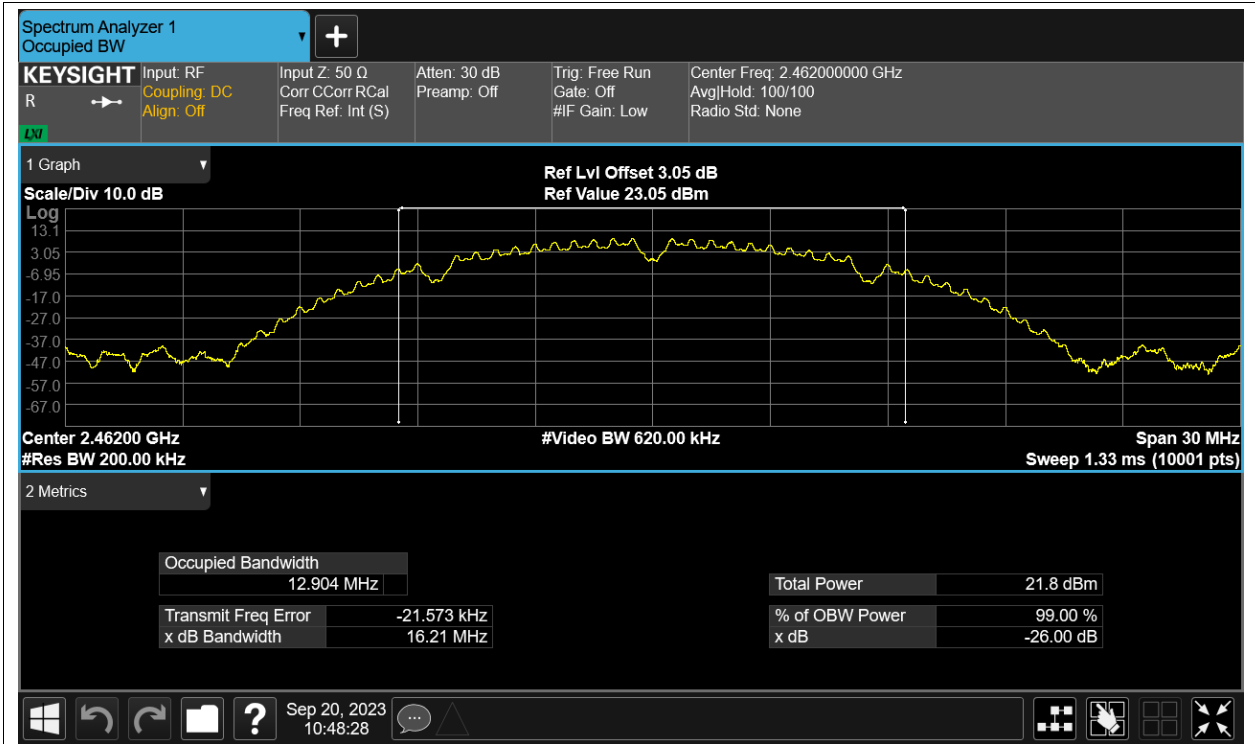 Spectrum Analyzer 1
Occupied BW
KEYSIGHT
R
LXI
Input: RF
Coupling: DC
Align: Off
Input Z: 50 Ω
Corr CCorr RCal
Freq Ref: Int (S)
Atten: 30 dB
Preamp: Off
Trig: Free Run
Gate: Off
#IF Gain: Low
Center Freq: 2.462000000 GHz
Avg|Hold: 100/100
Radio Std: None
1 Graph
Scale/Div 10.0 dB
Ref Lvl Offset 3.05 dB
Ref Value 23.05 dBm
Log
13.1
3.05
-6.95
-17.0
-27.0
-37.0
-47.0
-57.0
-67.0
Center 2.46200 GHz
#Video BW 620.00 kHz
Span 30 MHz
#Res BW 200.00 kHz
Sweep 1.33 ms (10001 pts)
2 Metrics
Occupied Bandwidth
12.904 MHz
Transmit Freq Error -21.573 kHz
x dB Bandwidth 16.21 MHz
Total Power 21.8 dBm
% of OBW Power 99.00 %
x dB -26.00 dB
?
Sep 20, 2023
10:48:28